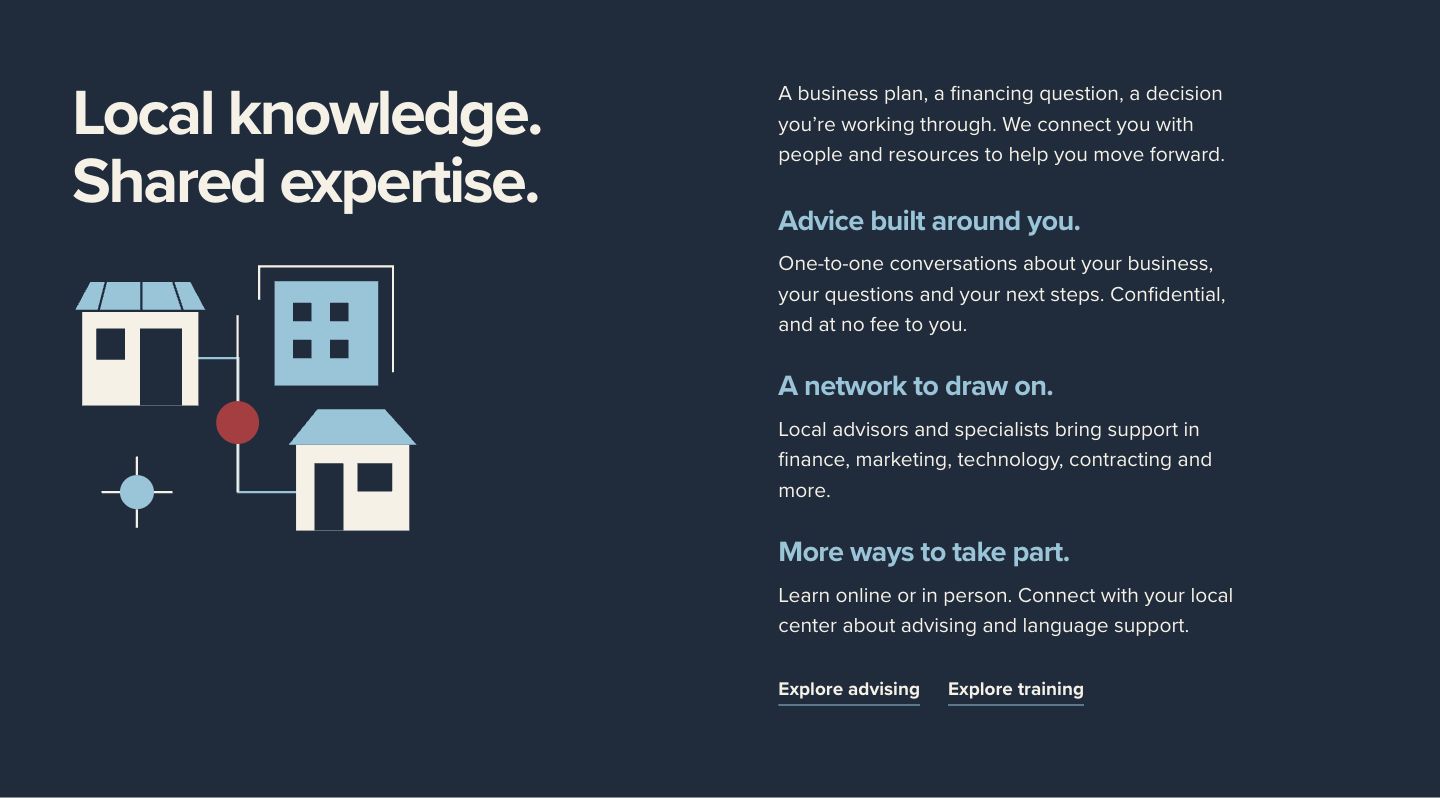 Local knowledge.
Shared expertise.
A business plan, a financing question, a decision
you’re working through. We connect you with
people and resources to help you move forward.
Advice built around you.
One-to-one conversations about your business,
your questions and your next steps. Confidential,
and at no fee to you.
A network to draw on.
Local advisors and specialists bring support in
finance, marketing, technology, contracting and
more.
More ways to take part.
Learn online or in person. Connect with your local
center about advising and language support.
Explore advising
Explore training